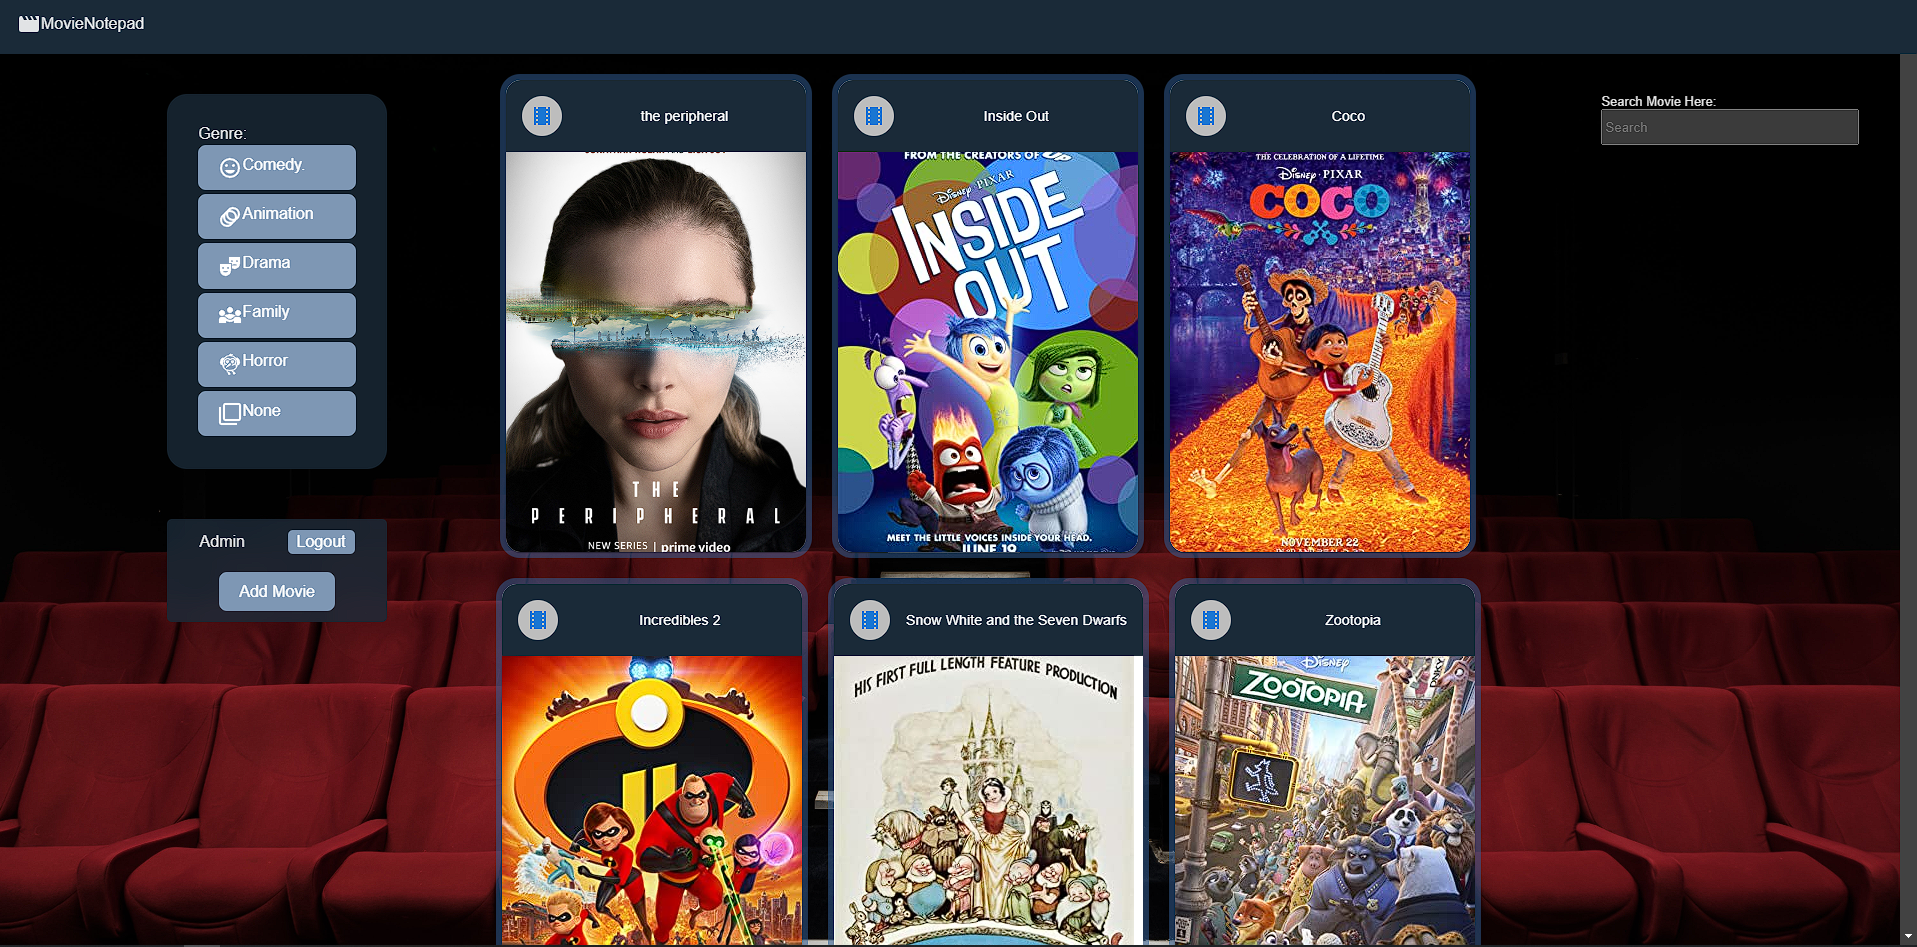 MovieNotepad
Genre:
Comedy.
Animation
Drama
Family
Horror
None
Admin
Logout
Add Movie
the peripheral
THE
PERIPHERAL
NEW SERIES | prime video
Inside Out
FROM THE CREATORS OF UP
Disney · PIXAR
INSIDE
OUT
MEET THE LITTLE VOICES INSIDE YOUR HEAD.
JUNE 19
Coco
THE CELEBRATION OF A LIFETIME
Disney · PIXAR
COCO
NOVEMBER 22
Search Movie Here:
Search
Incredibles 2
Snow White and the Seven Dwarfs
HIS FIRST FULL LENGTH FEATURE PRODUCTION
Zootopia
Disney
ZOOTOPIA